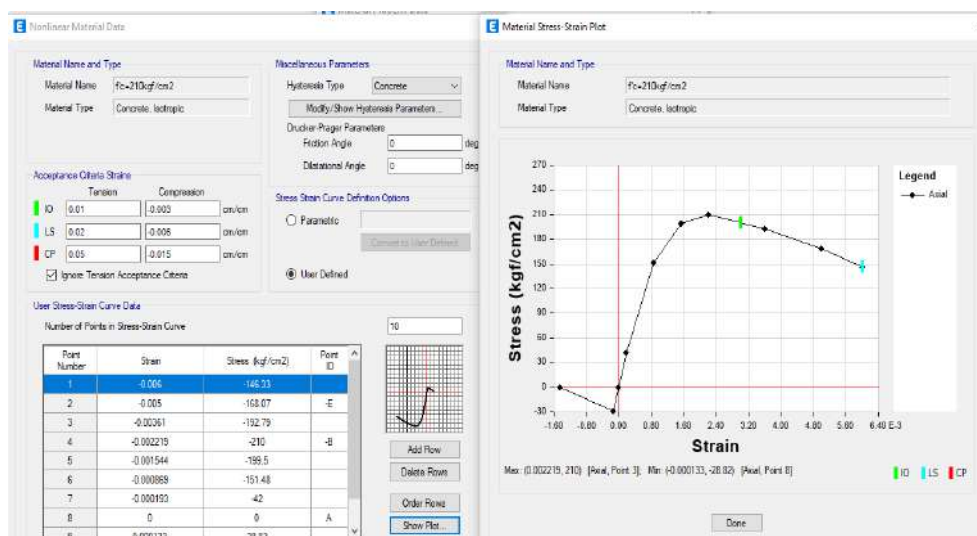 Nonlinear Material Data
Material Name and Type
Material Name f'c=210kgf/cm2
Material Type Concrete, Isotropic
Miscellaneous Parameters
Hysteresis Type Concrete
Modify/Show Hysteresis Parameters...
Drucker-Prager Parameters
Friction Angle 0 deg
Dilatational Angle 0 deg
Acceptance Criteria Strains
Tension Compression
IO 0.01 -0.003 cm/cm
LS 0.02 -0.006 cm/cm
CP 0.05 -0.015 cm/cm
Ignore Tension Acceptance Criteria
Stress Strain Curve Definition Options
Parametric
Convert to User Defined
User Defined
User Stress-Strain Curve Data
Number of Points in Stress-Strain Curve 10
Point Number Strain Stress (kgf/cm2) Point ID
1 -0.006 -146.33
2 -0.005 -168.07 -E
3 -0.00361 -192.79
4 -0.002219 -210 -B
5 -0.001544 -199.5
6 -0.000869 -151.48
7 -0.000193 -42
8 0 0 A
Add Row
Delete Rows
Order Rows
Show Plot...
Material Stress-Strain Plot
Material Name and Type
Material Name f'c=210kgf/cm2
Material Type Concrete, Isotropic
Legend
Axial
Stress (kgf/cm2)
270
240
210
180
150
120
90
60
30
0
-30
-1.60 -0.80 0.00 0.80 1.60 2.40 3.20 4.00 4.80 5.60 6.40 E-3
Strain
Max: (0.002219, 210) [Axial, Point 3]; Min: (-0.000133, -28.82) [Axial, Point 8]
IO LS CP
Done